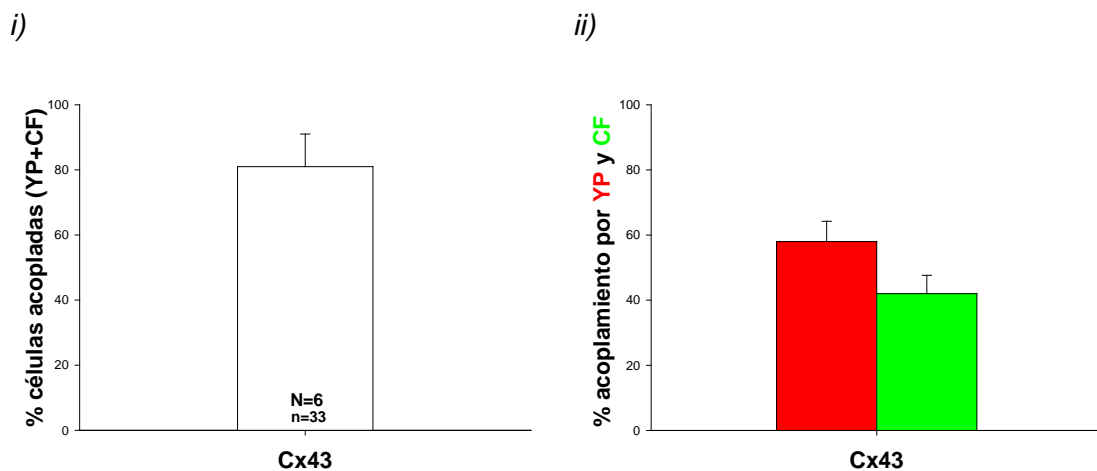 i)
% células acopladas (YP+CF)
100
80
60
40
20
0
N=6
n=33
Cx43
ii)
% acoplamiento por YP y CF
100
80
60
40
20
0
Cx43